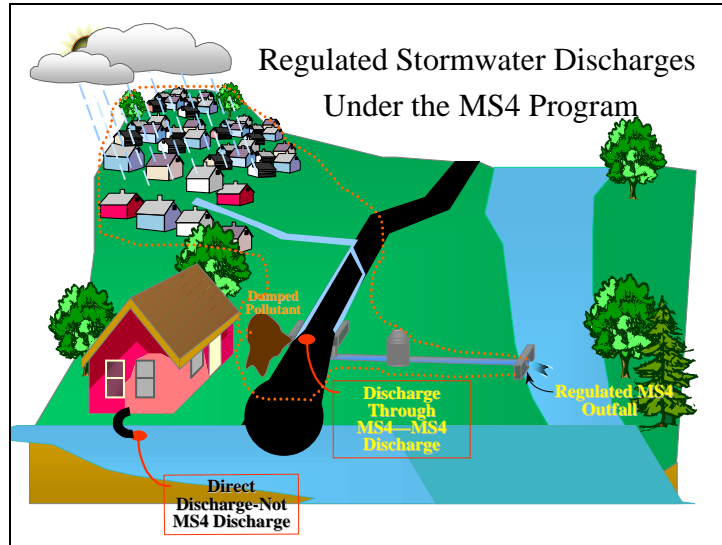 Regulated Stormwater Discharges
Under the MS4 Program
Dumped
Pollutant
Discharge
Through
MS4—MS4
Discharge
Regulated MS4
Outfall
Direct
Discharge-Not
MS4 Discharge